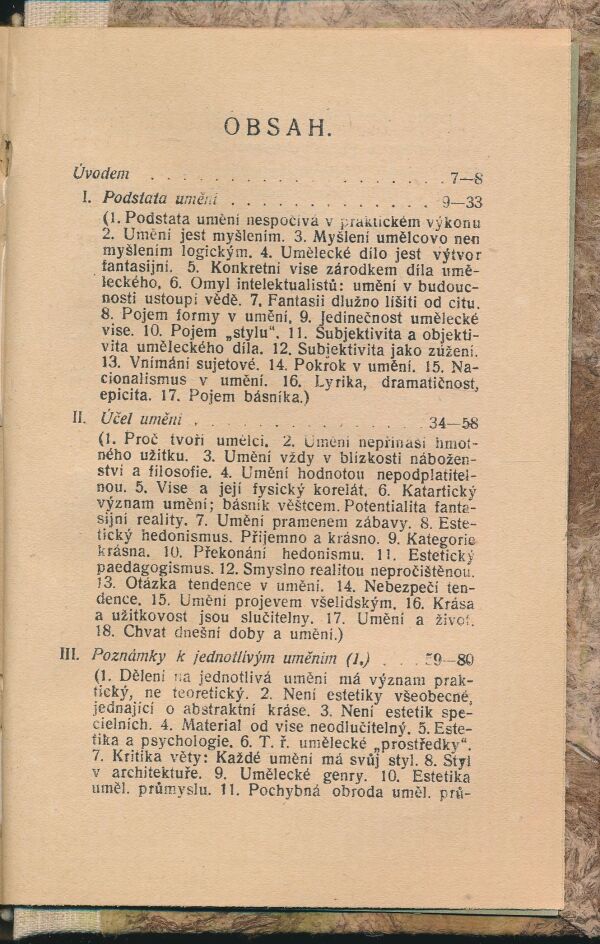 OBSAH.
Úvodem . . . . . . . . . . . . . . . . . 7—8
I. Podstata umění . . . . . . . . . . . . . 9—33
(1. Podstata umění nespočívá v praktickém výkonu
2. Umění jest myšlením. 3. Myšlení umělcovo nen
myšlením logickým. 4. Umělecké dílo jest výtvor
fantasijní. 5. Konkretní vise zárodkem díla umě-
leckého. 6. Omyl intelektualistů: umění v budouc-
nosti ustoupí vědě. 7. Fantasii dlužno lišiti od citu.
8. Pojem formy v umění. 9. Jedinečnost umělecké
vise. 10. Pojem „stylu“. 11. Subjektivita a objekti-
vita uměleckého díla. 12. Subjektivita jako zúžení.
13. Vnímání sujetové. 14. Pokrok v umění. 15. Na-
cionalismus v umění. 16. Lyrika, dramatičnost,
epicita. 17. Pojem básníka.)
II. Účel umění . . . . . . . . . . . . . . 34—58
(1. Proč tvoří umělci. 2. Umění nepřináší hmot-
ného užitku. 3. Umění vždy v blízkosti nábožen-
ství a filosofie. 4. Umění hodnotou nepodplatitel-
nou. 5. Vise a její fysický korelát. 6. Katartický
význam umění; básník věštcem. Potencialita fanta-
sijní reality. 7. Umění pramenem zábavy. 8. Este-
tický hedonismus. Příjemno a krásno. 9. Kategorie
krásna. 10. Překonání hedonismu. 11. Estetický
paedagogismus. 12. Smyslno realitou nepročištěnou.
13. Otázka tendence v umění. 14. Nebezpečí ten-
dence. 15. Umění projevem všelidským. 16. Krása
a užitkovost jsou slučitelny. 17. Umění a život.
18. Chvat dnešní doby a umění.)
III. Poznámky k jednotlivým uměním (1.) . . . 59—80
(1. Dělení na jednotlivá umění má význam prak-
tický, ne teoretický. 2. Není estetiky všeobecné,
jednající o abstraktní kráse. 3. Není estetik spe-
cielních. 4. Material od vise neodlučitelný. 5. Este-
tika a psychologie. 6. T. ř. umělecké „prostředky“.
7. Kritika věty: Každé umění má svůj styl. 8. Styl
v architektuře. 9. Umělecké genry. 10. Estetika
uměl. průmyslu. 11. Pochybná obroda uměl. prů-